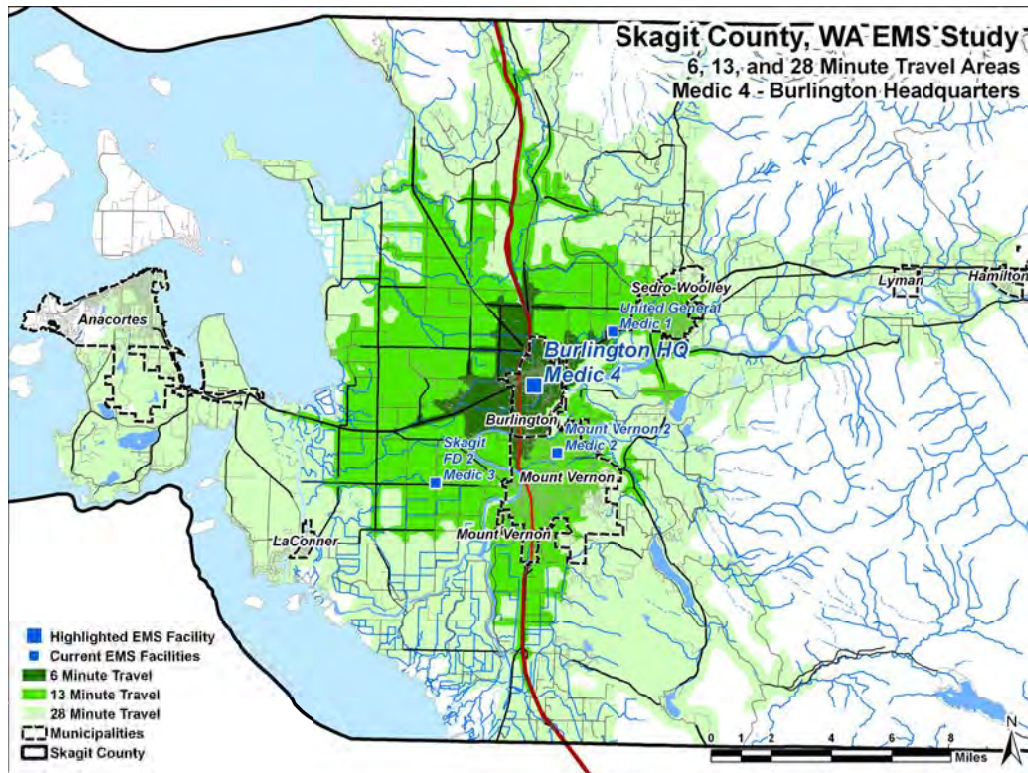 Skagit County, WA EMS Study
6, 13, and 28 Minute Travel Areas
Medic 4 - Burlington Headquarters
Sedro-Woolley
Lyman
Hamilton
United General
Medic 1
Anacortes
Burlington HQ
Medic 4
Burlington
Mount Vernon 2
Medic 2
Skagit
FD 2
Medic 3
Mount Vernon
Mount Vernon
LaConner
Highlighted EMS Facility
Current EMS Facilities
6 Minute Travel
13 Minute Travel
28 Minute Travel
Municipalities
Skagit County
N
0 2 4 6 8
Miles